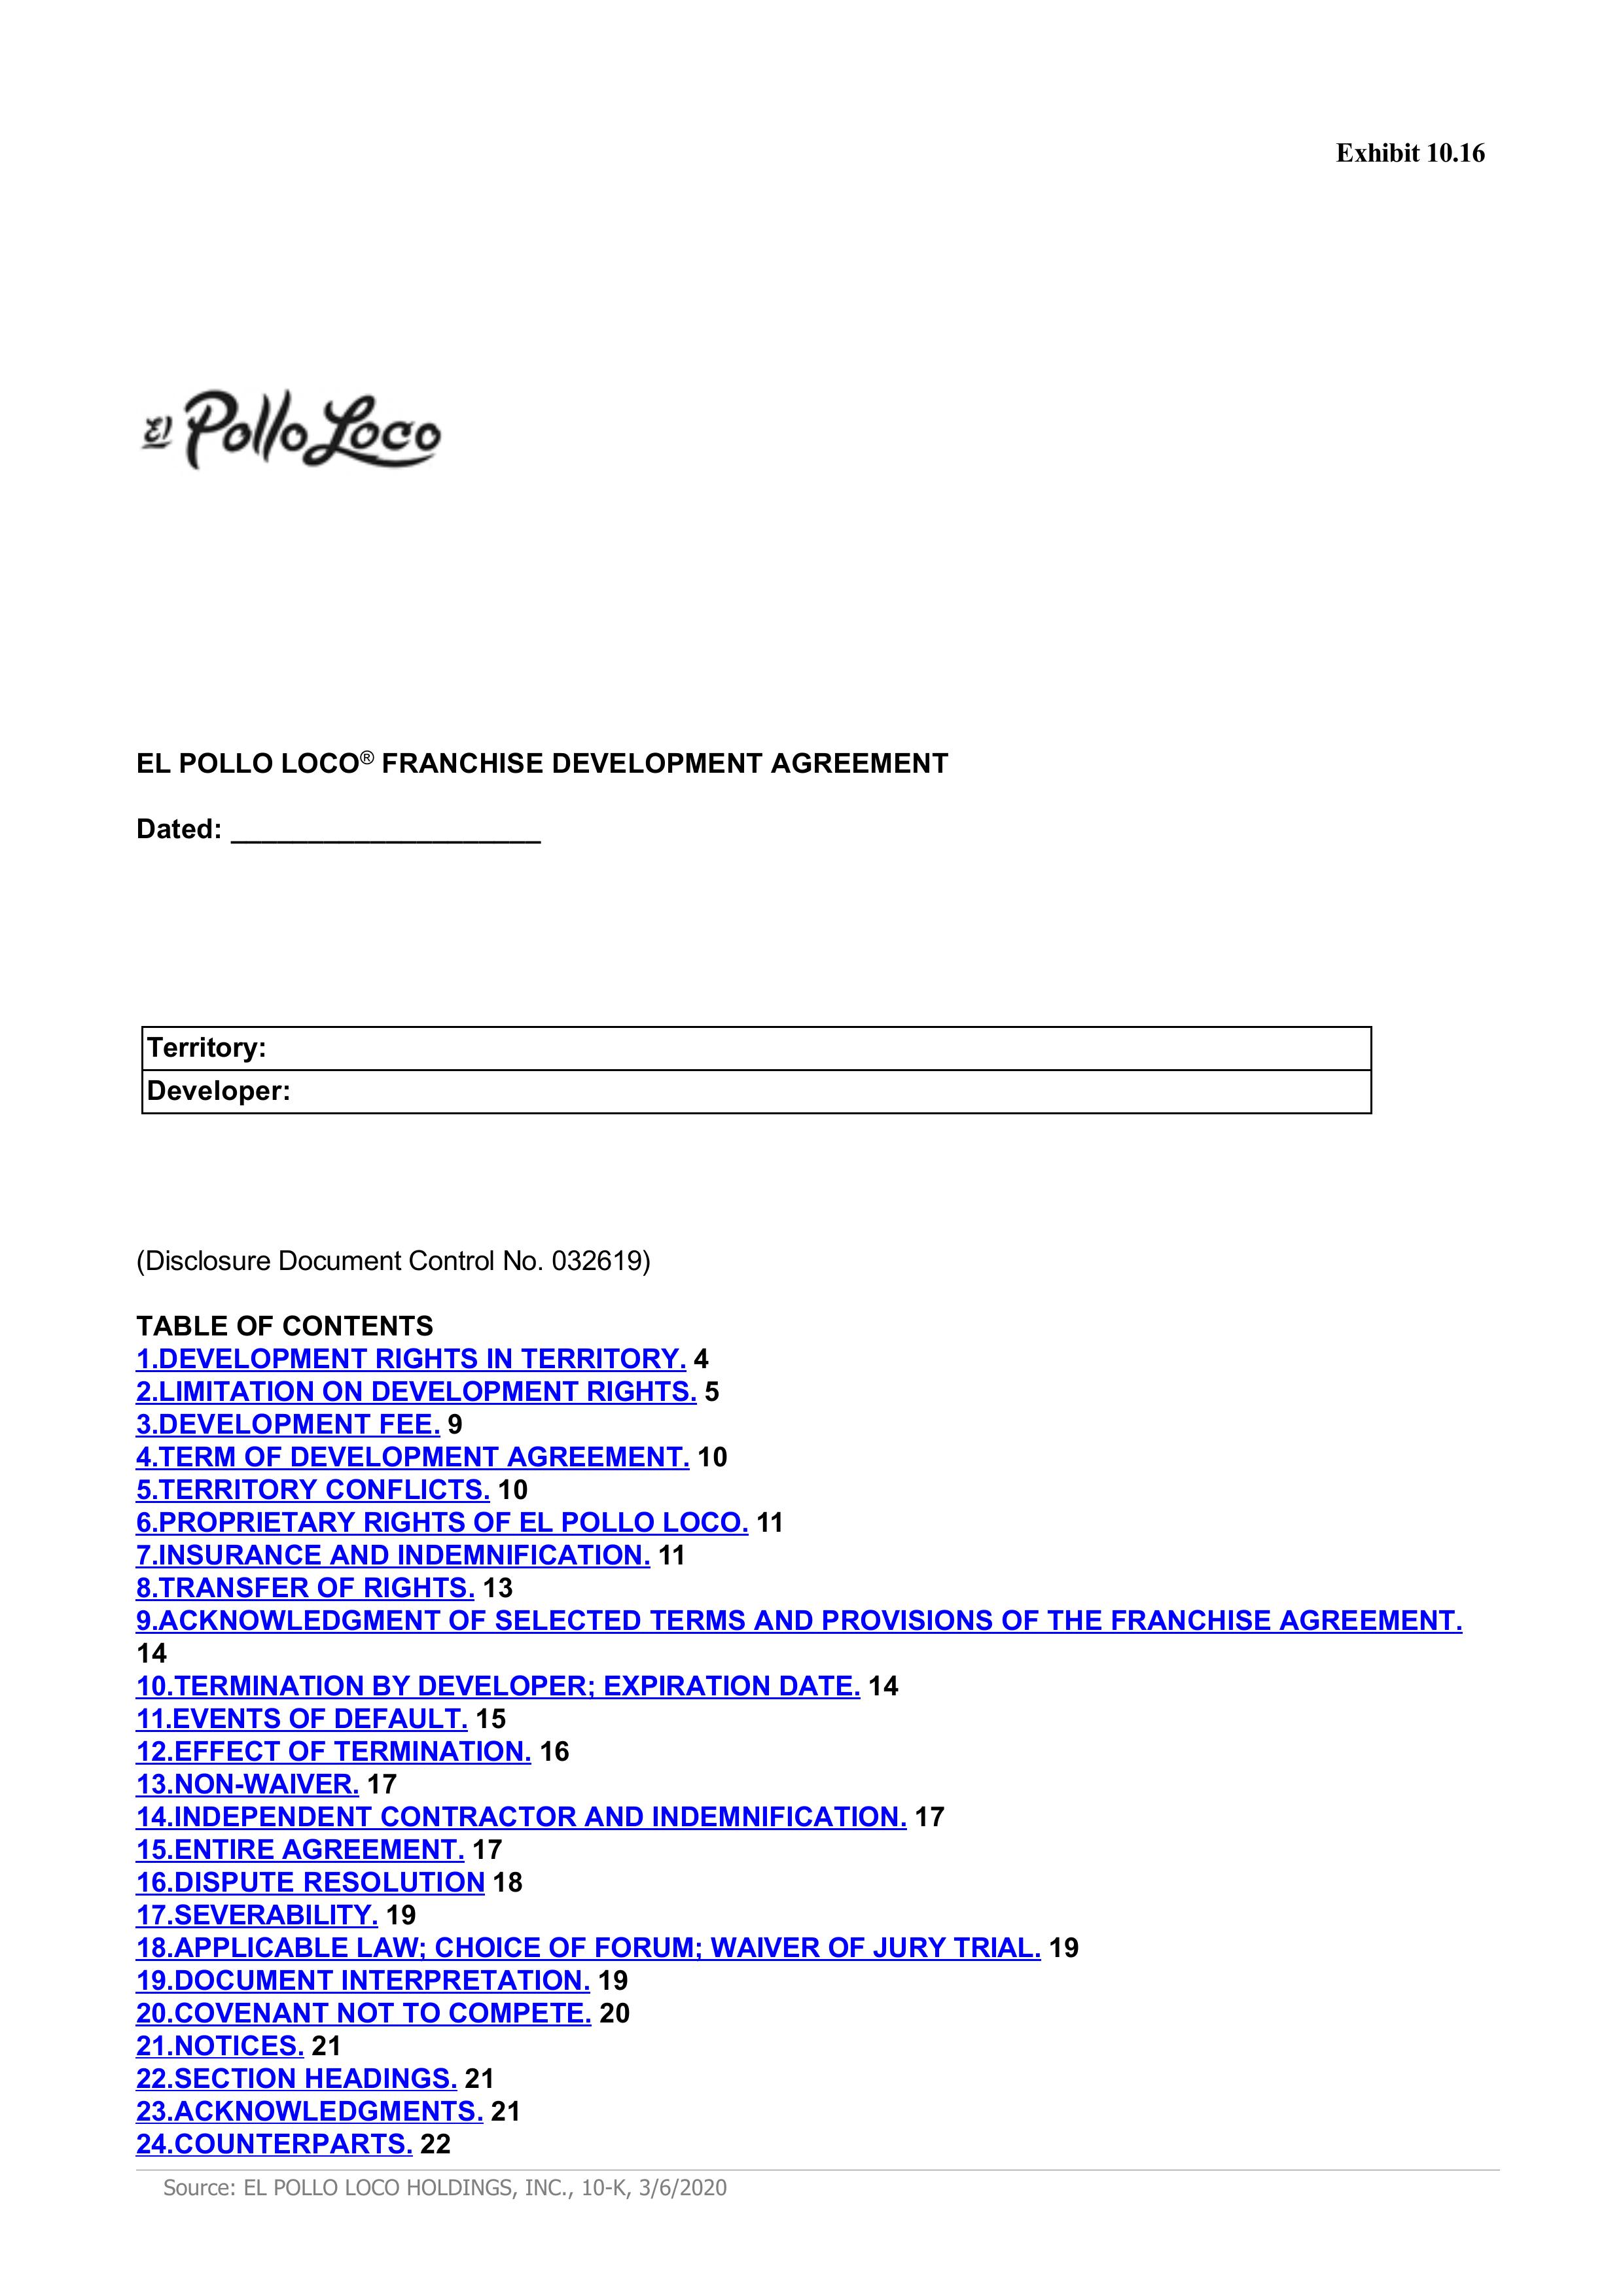 Exhibit 10.16
El Pollo Loco
EL POLLO LOCO® FRANCHISE DEVELOPMENT AGREEMENT
Dated: ____________________
Territory:
Developer:
(Disclosure Document Control No. 032619)
TABLE OF CONTENTS
1.DEVELOPMENT RIGHTS IN TERRITORY. 4
2.LIMITATION ON DEVELOPMENT RIGHTS. 5
3.DEVELOPMENT FEE. 9
4.TERM OF DEVELOPMENT AGREEMENT. 10
5.TERRITORY CONFLICTS. 10
6.PROPRIETARY RIGHTS OF EL POLLO LOCO. 11
7.INSURANCE AND INDEMNIFICATION. 11
8.TRANSFER OF RIGHTS. 13
9.ACKNOWLEDGMENT OF SELECTED TERMS AND PROVISIONS OF THE FRANCHISE AGREEMENT.
14
10.TERMINATION BY DEVELOPER; EXPIRATION DATE. 14
11.EVENTS OF DEFAULT. 15
12.EFFECT OF TERMINATION. 16
13.NON-WAIVER. 17
14.INDEPENDENT CONTRACTOR AND INDEMNIFICATION. 17
15.ENTIRE AGREEMENT. 17
16.DISPUTE RESOLUTION 18
17.SEVERABILITY. 19
18.APPLICABLE LAW; CHOICE OF FORUM; WAIVER OF JURY TRIAL. 19
19.DOCUMENT INTERPRETATION. 19
20.COVENANT NOT TO COMPETE. 20
21.NOTICES. 21
22.SECTION HEADINGS. 21
23.ACKNOWLEDGMENTS. 21
24.COUNTERPARTS. 22
Source: EL POLLO LOCO HOLDINGS, INC., 10-K, 3/6/2020